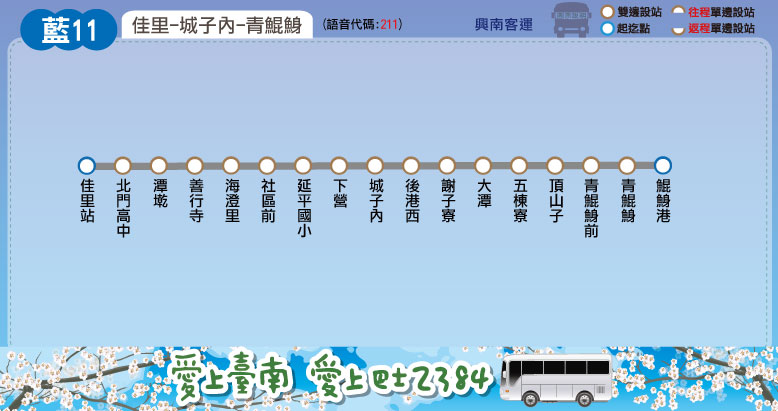 藍11
佳里-城子內-青鯤鯓
(語音代碼:211)
興南客運
雙邊設站
往程單邊設站
起迄點
返程單邊設站
佳里站
北門高中
潭墘
善行寺
海澄里
社區前
延平國小
下營
城子內
後港西
謝子寮
大潭
五棟寮
頂山子
青鯤鯓前
青鯤鯓
鯤鯓港
愛上臺南 愛上巴士2384